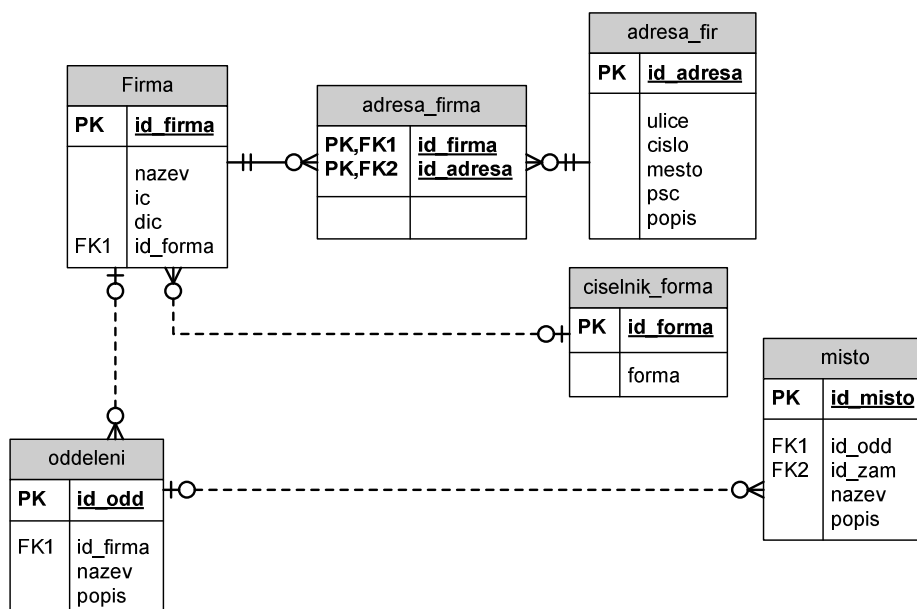 Firma
PK id_firma
nazev
ic
dic
FK1 id_forma
adresa_firma
PK,FK1 id_firma
PK,FK2 id_adresa
adresa_fir
PK id_adresa
ulice
cislo
mesto
psc
popis
ciselnik_forma
PK id_forma
forma
misto
PK id_misto
FK1 id_odd
FK2 id_zam
nazev
popis
oddeleni
PK id_odd
FK1 id_firma
nazev
popis